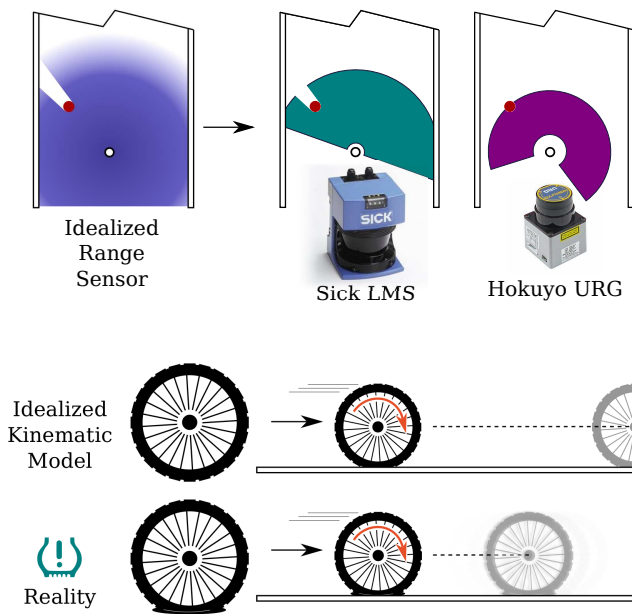 Idealized
Range
Sensor
SICK
Sick LMS
Hokuyo URG
Idealized
Kinematic
Model
Reality